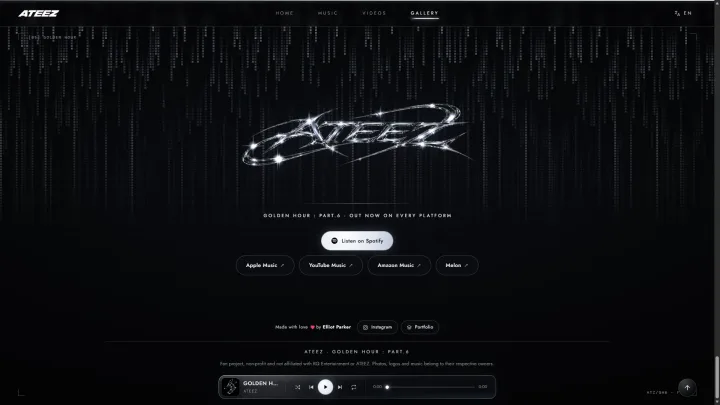 ATEEZ
HOME MUSIC VIDEOS GALLERY
EN
ATEEZ
GOLDEN HOUR : PART.6 · OUT NOW ON EVERY PLATFORM
Listen on Spotify
Apple Music ↗ YouTube Music ↗ Amazon Music ↗ Melon ↗
Made with love ❤ by Elliot Parker Instagram Portfolio
ATEEZ · GOLDEN HOUR : PART.6
Fan project, non-profit and not affiliated with KQ Entertainment or ATEEZ. Photos, logos and music belong to their respective owners.
GOLDEN H...
ATEEZ
0:00 0:00